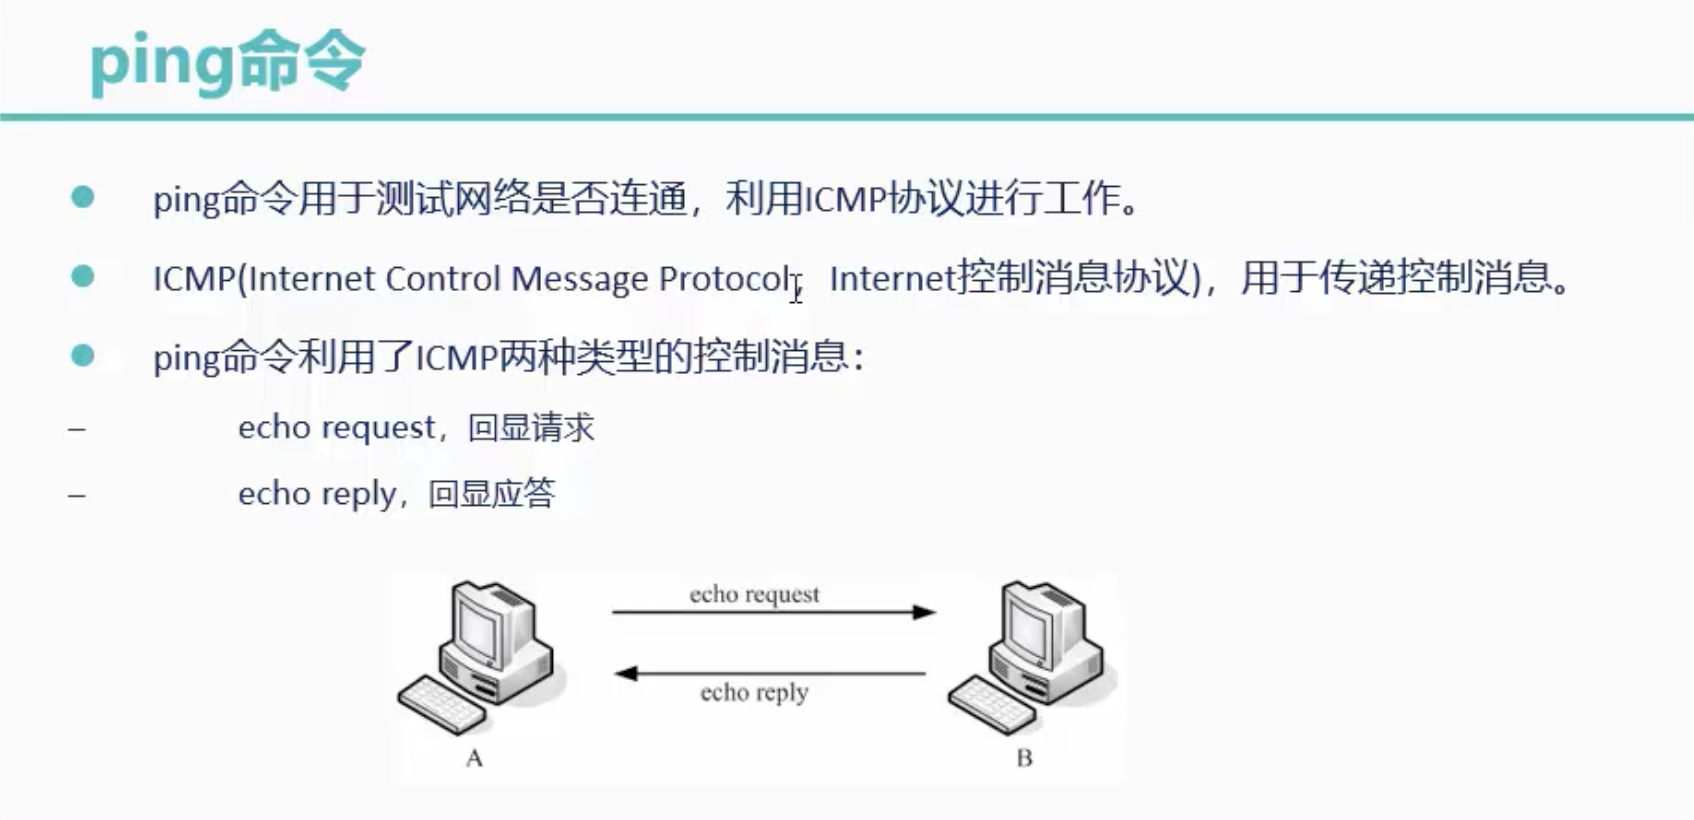 ping命令
ping命令用于测试网络是否连通，利用ICMP协议进行工作。
ICMP(Internet Control Message Protocol， Internet控制消息协议)，用于传递控制消息。
ping命令利用了ICMP两种类型的控制消息：
– echo request，回显请求
– echo reply，回显应答
echo request
echo reply
A B